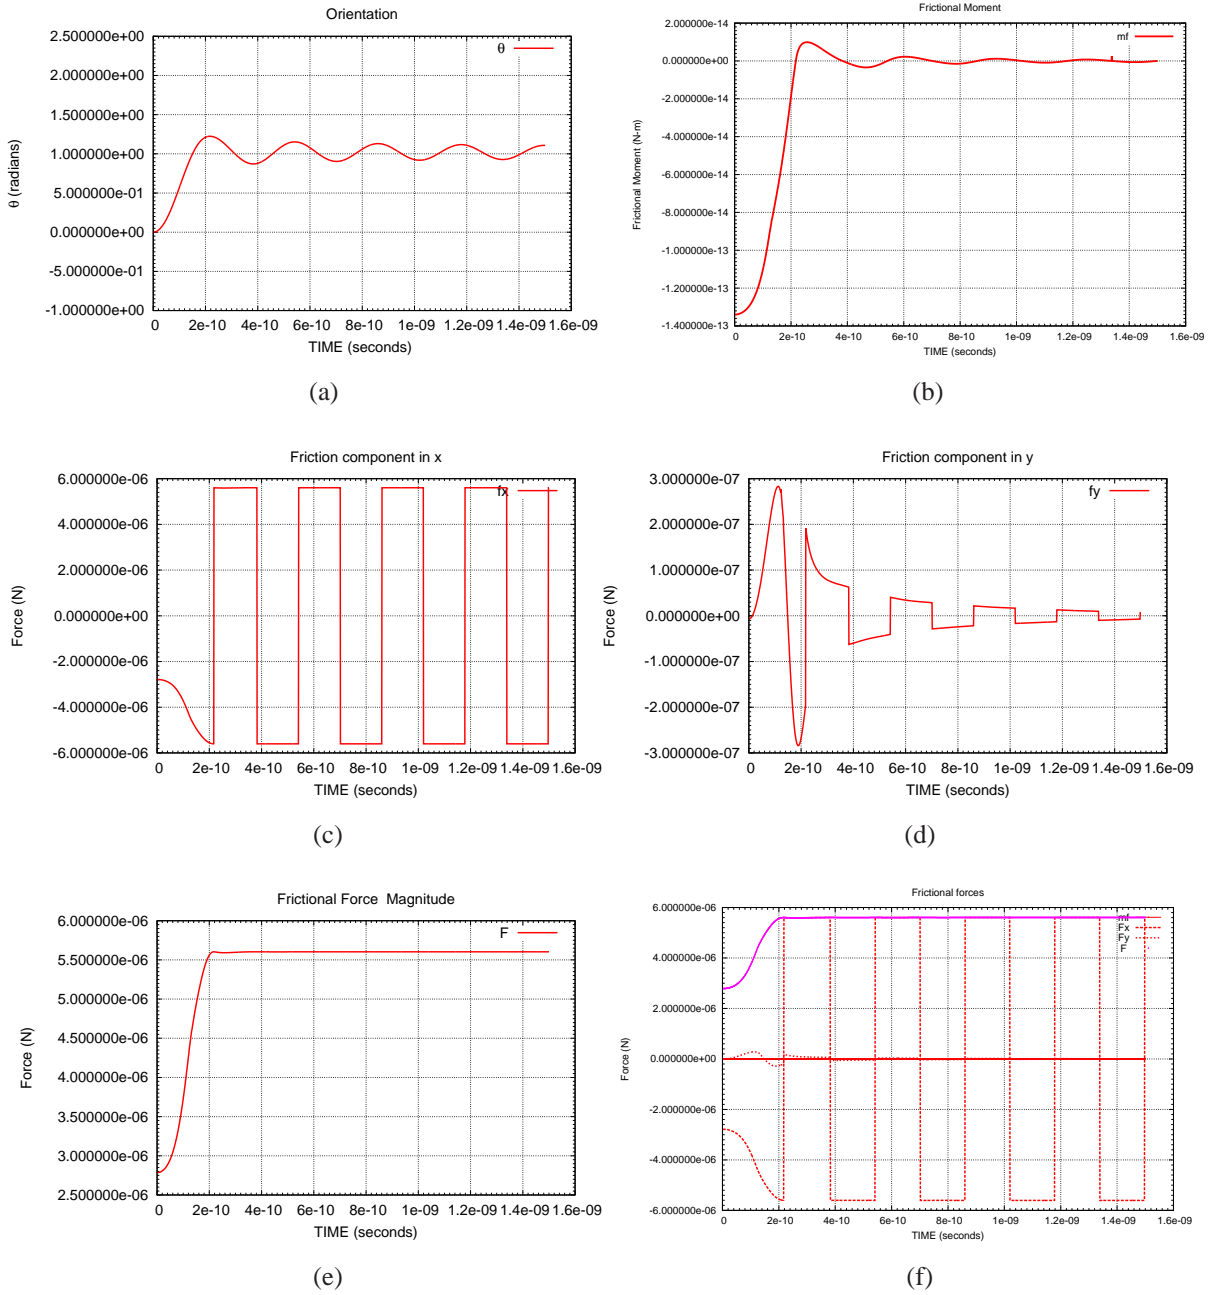 Orientation
2.500000e+00
2.000000e+00
1.500000e+00
1.000000e+00
5.000000e-01
0.000000e+00
-5.000000e-01
-1.000000e+00
θ (radians)
θ
0 2e-10 4e-10 6e-10 8e-10 1e-09 1.2e-09 1.4e-09 1.6e-09
TIME (seconds)
(a)
Frictional Moment
2.000000e-14
0.000000e+00
-2.000000e-14
-4.000000e-14
-6.000000e-14
-8.000000e-14
-1.000000e-13
-1.200000e-13
-1.400000e-13
Frictional Moment (N-m)
mf
0 2e-10 4e-10 6e-10 8e-10 1e-09 1.2e-09 1.4e-09 1.6e-09
TIME (seconds)
(b)
Friction component in x
6.000000e-06
4.000000e-06
2.000000e-06
0.000000e+00
-2.000000e-06
-4.000000e-06
-6.000000e-06
Force (N)
fx
0 2e-10 4e-10 6e-10 8e-10 1e-09 1.2e-09 1.4e-09 1.6e-09
TIME (seconds)
(c)
Friction component in y
3.000000e-07
2.000000e-07
1.000000e-07
0.000000e+00
-1.000000e-07
-2.000000e-07
-3.000000e-07
Force (N)
fy
0 2e-10 4e-10 6e-10 8e-10 1e-09 1.2e-09 1.4e-09 1.6e-09
TIME (seconds)
(d)
Frictional Force Magnitude
6.000000e-06
5.500000e-06
5.000000e-06
4.500000e-06
4.000000e-06
3.500000e-06
3.000000e-06
2.500000e-06
Force (N)
F
0 2e-10 4e-10 6e-10 8e-10 1e-09 1.2e-09 1.4e-09 1.6e-09
TIME (seconds)
(e)
Frictional forces
6.000000e-06
4.000000e-06
2.000000e-06
0.000000e+00
-2.000000e-06
-4.000000e-06
-6.000000e-06
Force (N)
mf
Fx
Fy
F
0 2e-10 4e-10 6e-10 8e-10 1e-09 1.2e-09 1.4e-09 1.6e-09
TIME (seconds)
(f)